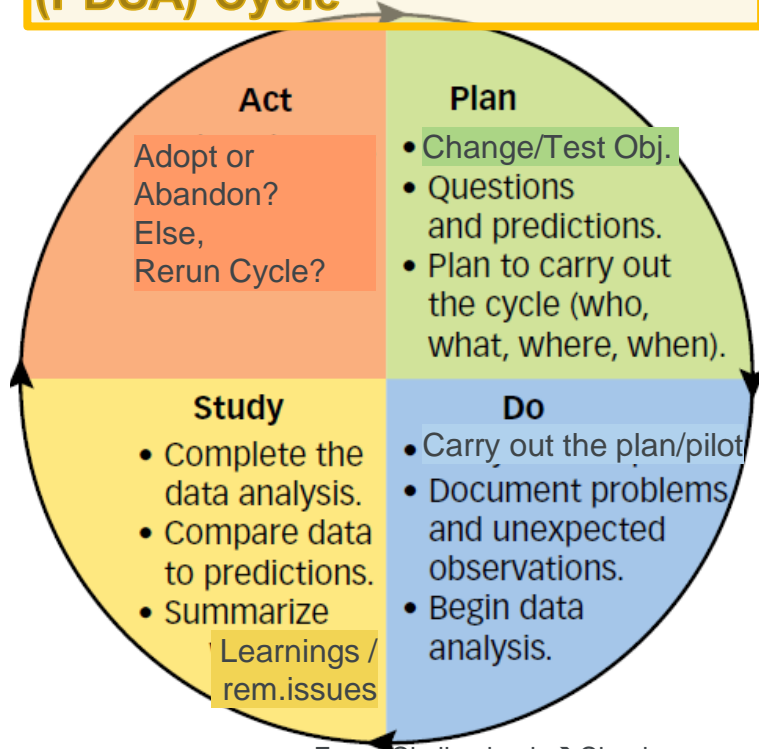 (PDSA) Cycle
Act
Adopt or
Abandon?
Else,
Rerun Cycle?
Plan
• Change/Test Obj.
• Questions
and predictions.
• Plan to carry out
the cycle (who,
what, where, when).
Study
• Complete the
data analysis.
• Compare data
to predictions.
• Summarize
Learnings /
rem.issues
Do
• Carry out the plan/pilot
• Document problems
and unexpected
observations.
• Begin data
analysis.